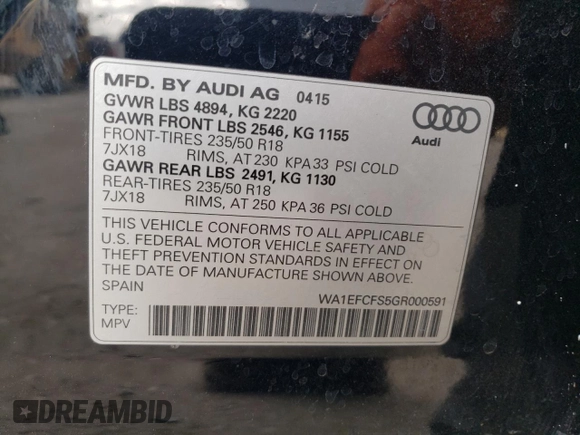 MFD. BY AUDI AG 0415
GVWR LBS 4894, KG 2220
GAWR FRONT LBS 2546, KG 1155
FRONT-TIRES 235/50 R18
7JX18 RIMS, AT 230 KPA 33 PSI COLD
GAWR REAR LBS 2491, KG 1130
REAR-TIRES 235/50 R18
7JX18 RIMS, AT 250 KPA 36 PSI COLD
Audi
THIS VEHICLE CONFORMS TO ALL APPLICABLE
U.S. FEDERAL MOTOR VEHICLE SAFETY AND
THEFT PREVENTION STANDARDS IN EFFECT ON
THE DATE OF MANUFACTURE SHOWN ABOVE.
SPAIN
WA1EFCFS5GR000591
TYPE:
MPV
DREAMBID